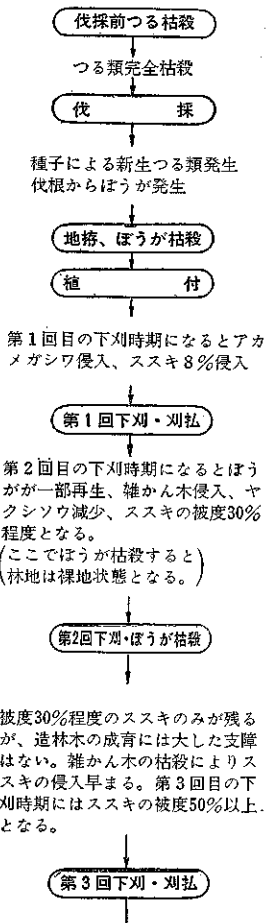 伐採前つる枯殺
つる類完全枯殺
伐採
種子による新生つる類発生
伐根からぼうが発生
地拵、ぼうが枯殺
植付
第1回目の下刈時期になるとアカ
メガシワ侵入、ススキ8%侵入
第1回下刈・刈払
第2回目の下刈時期になるとぼう
がが一部再生、雑かん木侵入、ヤ
クシソウ減少、ススキの被度30%
程度となる。
(ここでぼうが枯殺すると
林地は裸地状態となる。)
第2回下刈・ぼうが枯殺
被度30%程度のススキのみが残る
が、造林木の成育には大した支障
はない。雑かん木の枯殺によりス
スキの侵入早まる。第3回目の下
刈時期にはススキの被度50%以上
となる。
第3回下刈・刈払